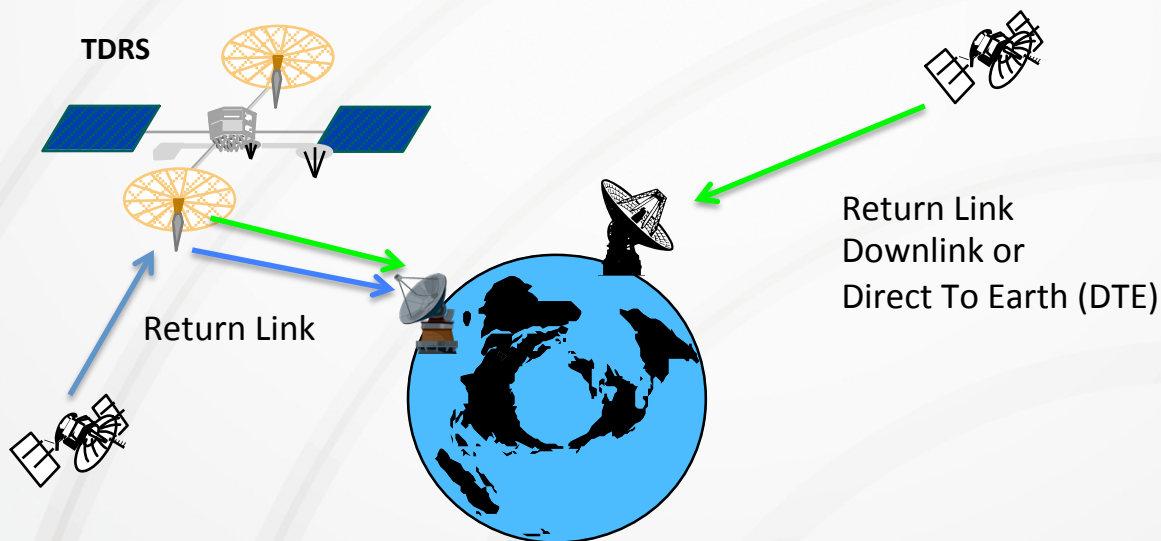 TDRS
Return Link
Return Link
Downlink or
Direct To Earth (DTE)